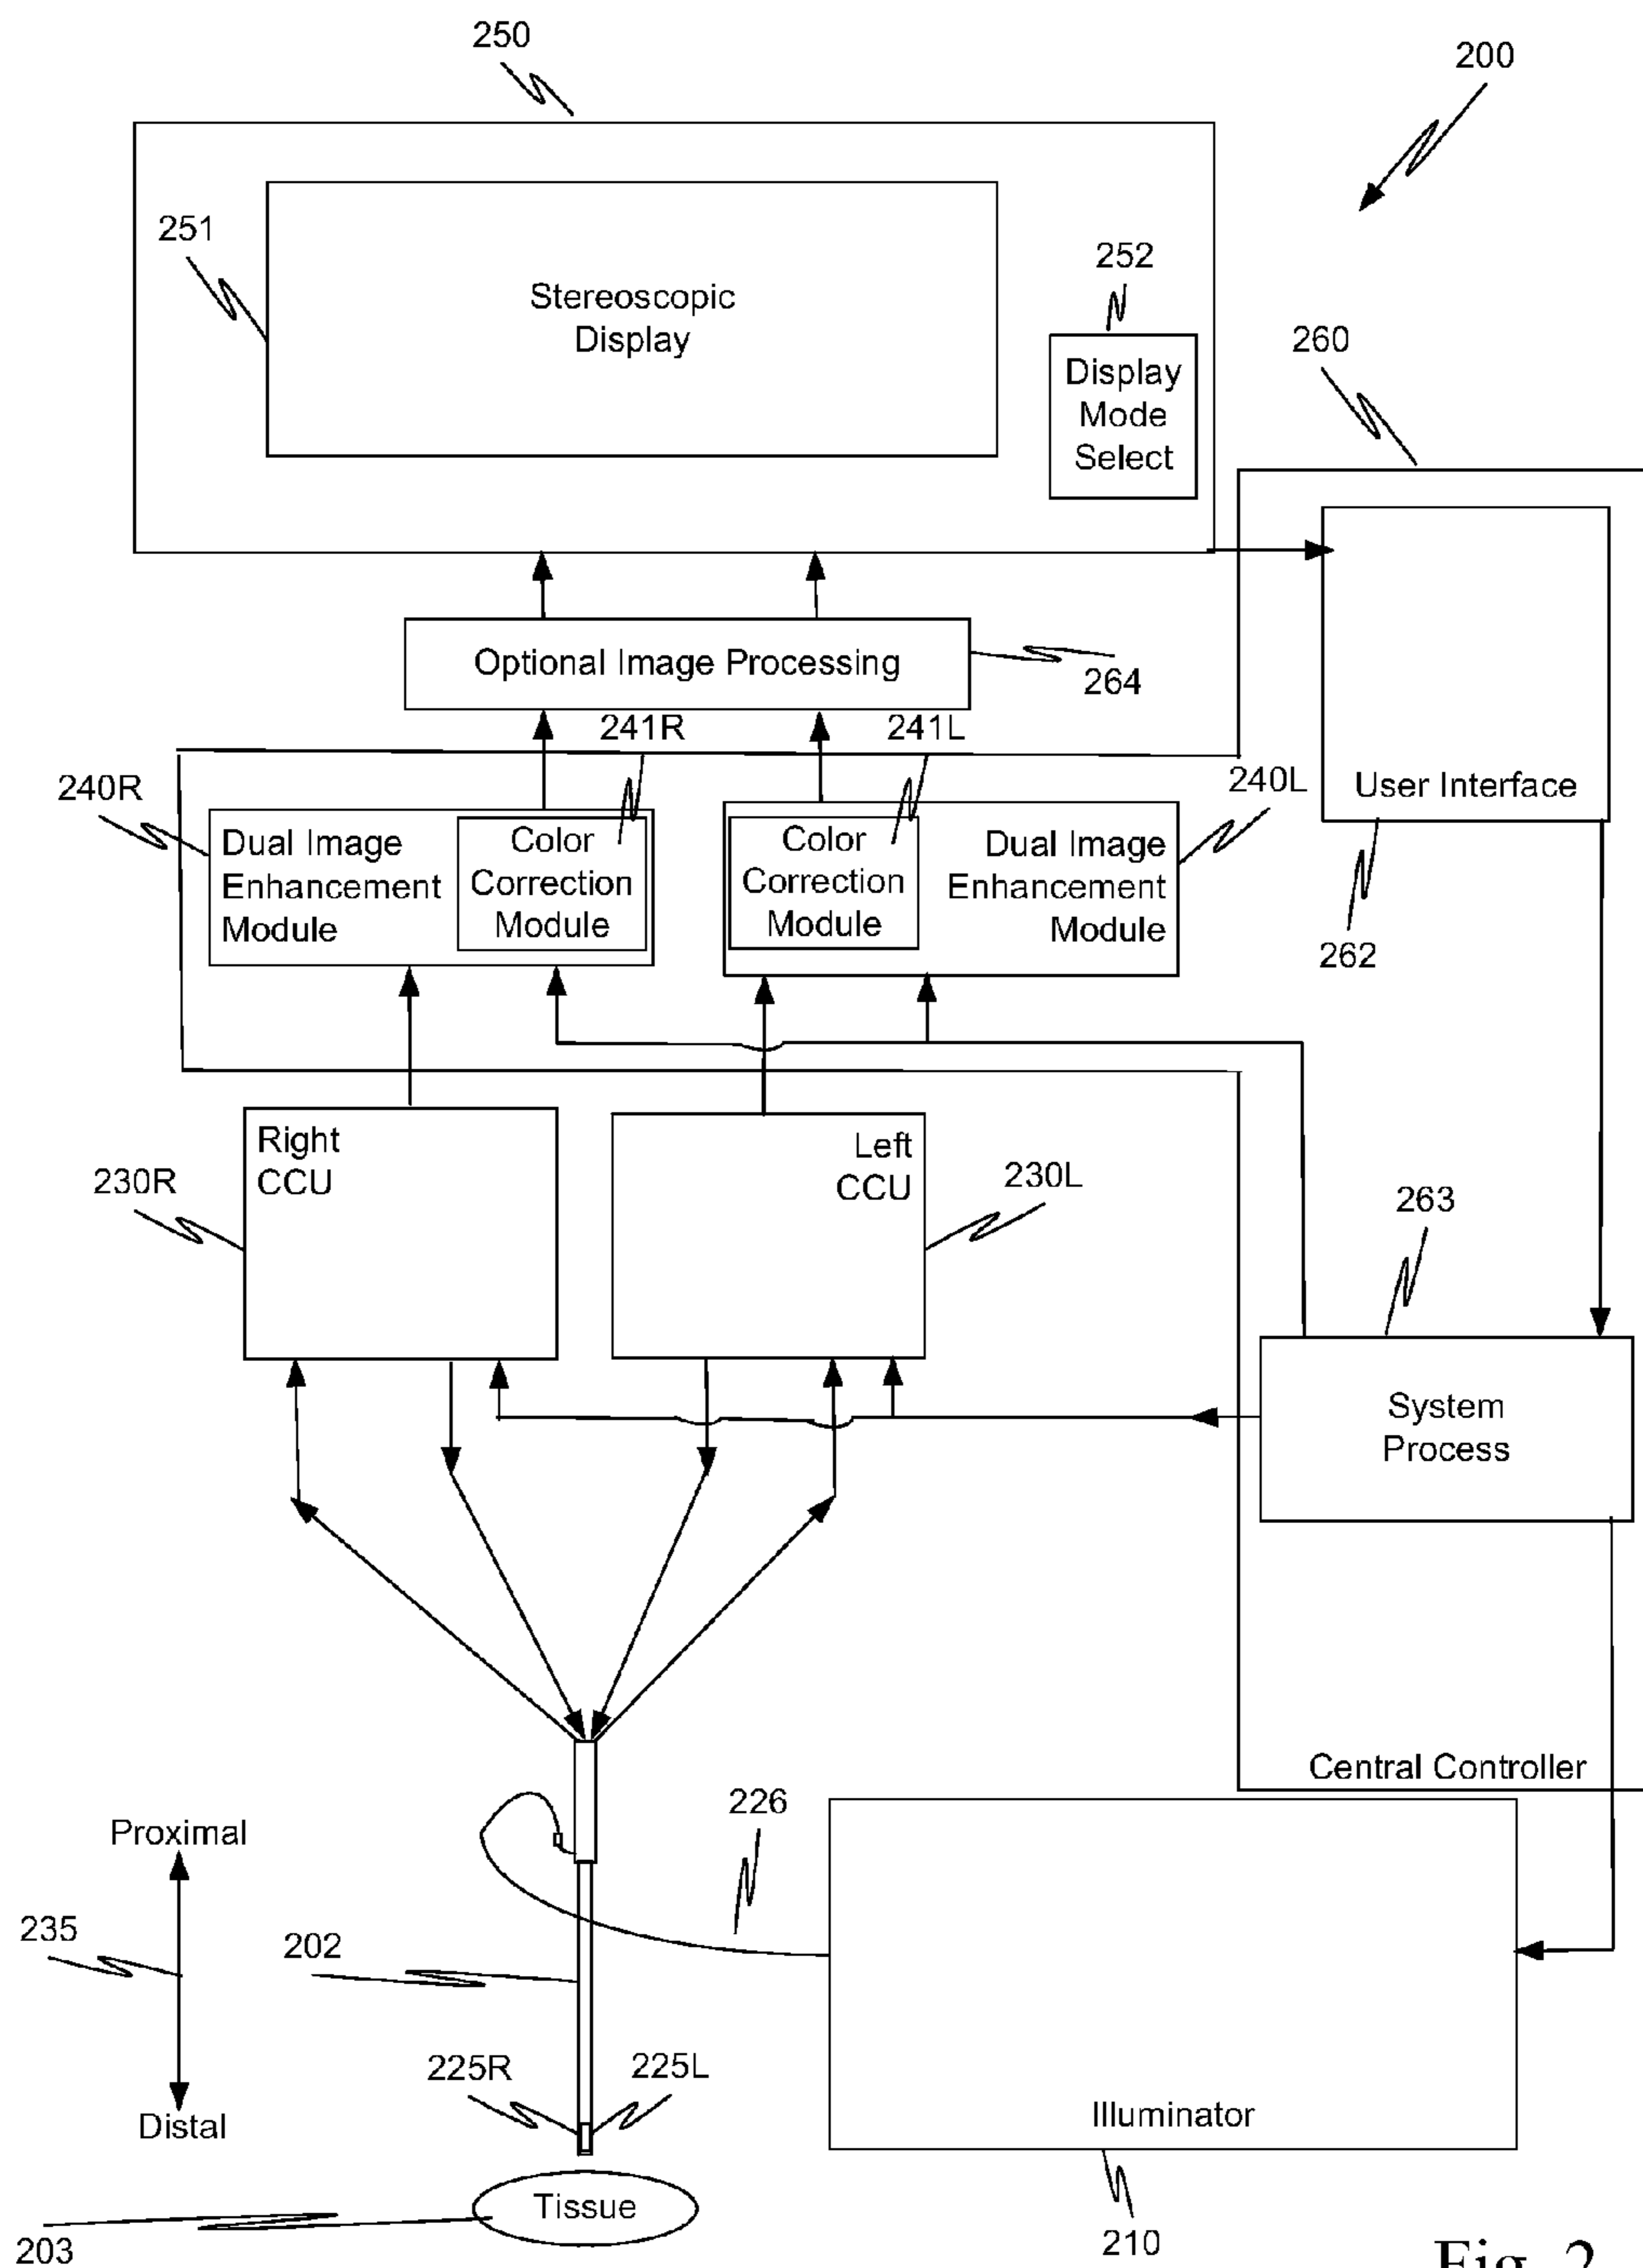 250
200
251
252
Stereoscopic
Display
Display
Mode
Select
260
Optional Image Processing
264
241R
241L
240R
240L
Dual Image
Enhancement
Module
Color
Correction
Module
Color
Correction
Module
Dual Image
Enhancement
Module
User Interface
262
Right
CCU
Left
CCU
230R
230L
263
System
Process
Central Controller
226
Proximal
235
202
225R
225L
Distal
Illuminator
Tissue
203
210
Fig. 2